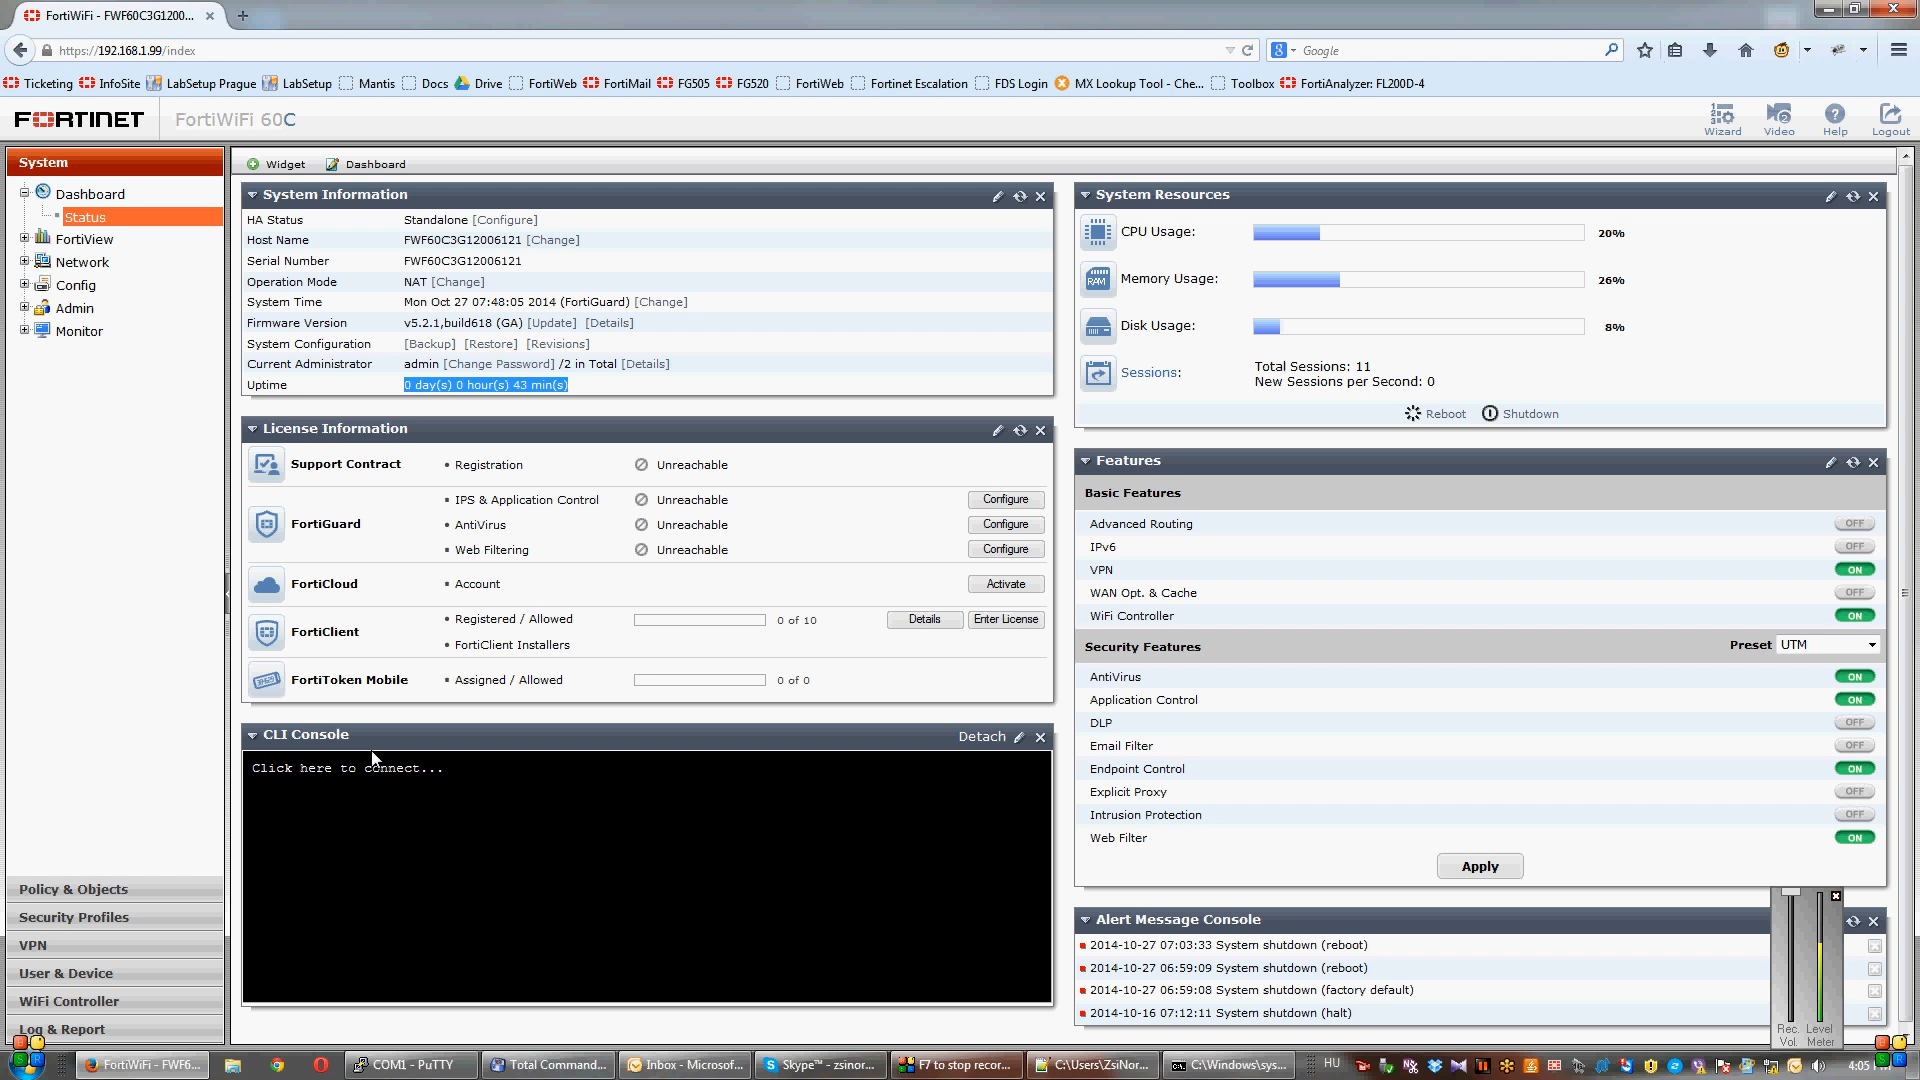 FortiWiFi - FWF60C3G1200...
https://192.168.1.99/index
Google
Ticketing InfoSite LabSetup Prague LabSetup Mantis Docs Drive FortiWeb FortiMail FG505 FG520 FortiWeb Fortinet Escalation FDS Login MX Lookup Tool - Che... Toolbox FortiAnalyzer: FL200D-4
FORTINET FortiWiFi 60C
Wizard Video Help Logout
System
Dashboard
Status
FortiView
Network
Config
Admin
Monitor
Policy & Objects
Security Profiles
VPN
User & Device
WiFi Controller
Log & Report
Widget Dashboard
System Information
HA Status Standalone [Configure]
Host Name FWF60C3G12006121 [Change]
Serial Number FWF60C3G12006121
Operation Mode NAT [Change]
System Time Mon Oct 27 07:48:05 2014 (FortiGuard) [Change]
Firmware Version v5.2.1,build618 (GA) [Update] [Details]
System Configuration [Backup] [Restore] [Revisions]
Current Administrator admin [Change Password] /2 in Total [Details]
Uptime 0 day(s) 0 hour(s) 43 min(s)
License Information
Support Contract Registration Unreachable
FortiGuard
IPS & Application Control Unreachable Configure
AntiVirus Unreachable Configure
Web Filtering Unreachable Configure
FortiCloud Account Activate
FortiClient
Registered / Allowed 0 of 10 Details Enter License
FortiClient Installers
FortiToken Mobile Assigned / Allowed 0 of 0
CLI Console Detach
Click here to connect...
System Resources
CPU Usage: 20%
RAM Memory Usage: 26%
Disk Usage: 8%
Sessions: Total Sessions: 11
New Sessions per Second: 0
Reboot Shutdown
Features
Basic Features
Advanced Routing OFF
IPv6 OFF
VPN ON
WAN Opt. & Cache OFF
WiFi Controller ON
Security Features Preset UTM
AntiVirus ON
Application Control ON
DLP OFF
Email Filter OFF
Endpoint Control ON
Explicit Proxy OFF
Intrusion Protection OFF
Web Filter ON
Apply
Alert Message Console
2014-10-27 07:03:33 System shutdown (reboot)
2014-10-27 06:59:09 System shutdown (reboot)
2014-10-27 06:59:08 System shutdown (factory default)
2014-10-16 07:12:11 System shutdown (halt)
Rec. Level
Vol. Meter
FortiWiFi - FWF6... COM1 - PuTTY Total Command... Inbox - Microsof... Skype™ - zsinor... F7 to stop recor... C:\Users\ZsiNor... C:\Windows\sys... HU 4:05